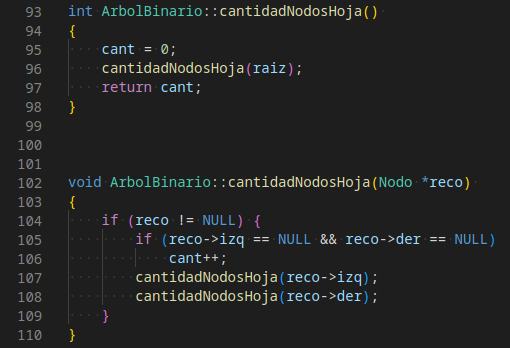 93 int ArbolBinario::cantidadNodosHoja()
94 {
95     cant = 0;
96     cantidadNodosHoja(raiz);
97     return cant;
98 }
99
100
101
102 void ArbolBinario::cantidadNodosHoja(Nodo *reco)
103 {
104     if (reco != NULL) {
105         if (reco->izq == NULL && reco->der == NULL)
106             cant++;
107         cantidadNodosHoja(reco->izq);
108         cantidadNodosHoja(reco->der);
109     }
110 }